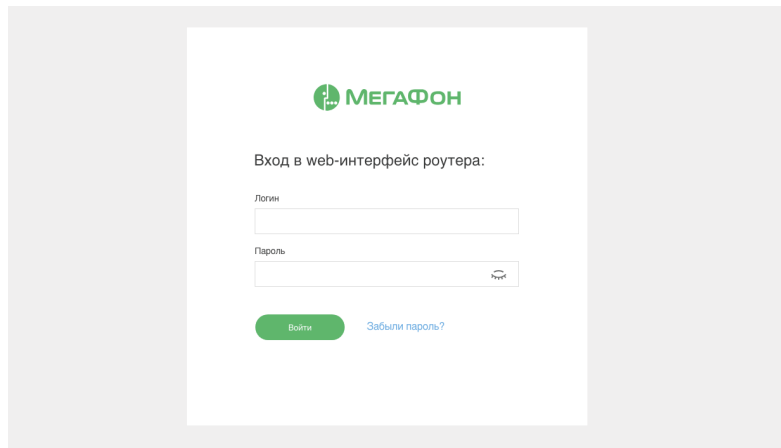 МЕГАФОН
Вход в web-интерфейс роутера:
Логин
Пароль
Войти
Забыли пароль?